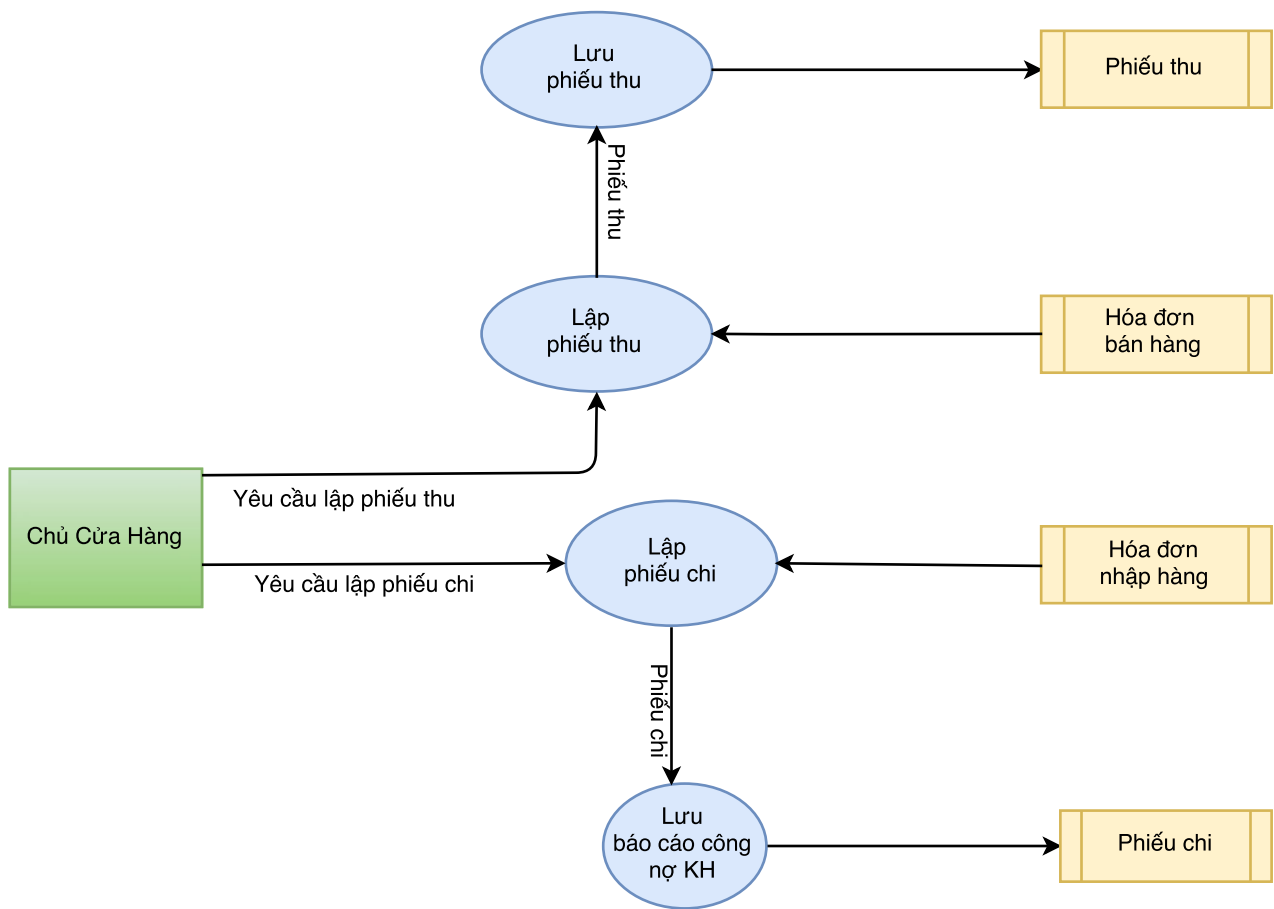 Lưu
phiếu thu
Phiếu thu
Phiếu thu
Lập
phiếu thu
Hóa đơn
bán hàng
Yêu cầu lập phiếu thu
Chủ Cửa Hàng
Yêu cầu lập phiếu chi
Lập
phiếu chi
Hóa đơn
nhập hàng
Phiếu chi
Lưu
báo cáo công
nợ KH
Phiếu chi